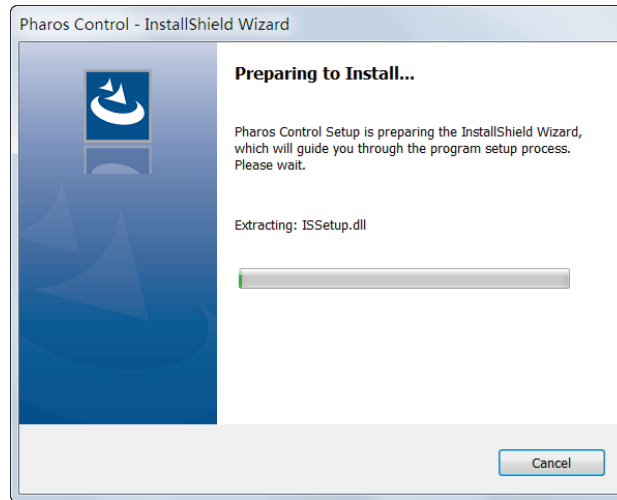 Pharos Control - InstallShield Wizard
Preparing to Install...
Pharos Control Setup is preparing the InstallShield Wizard,
which will guide you through the program setup process.
Please wait.
Extracting: ISSetup.dll
Cancel